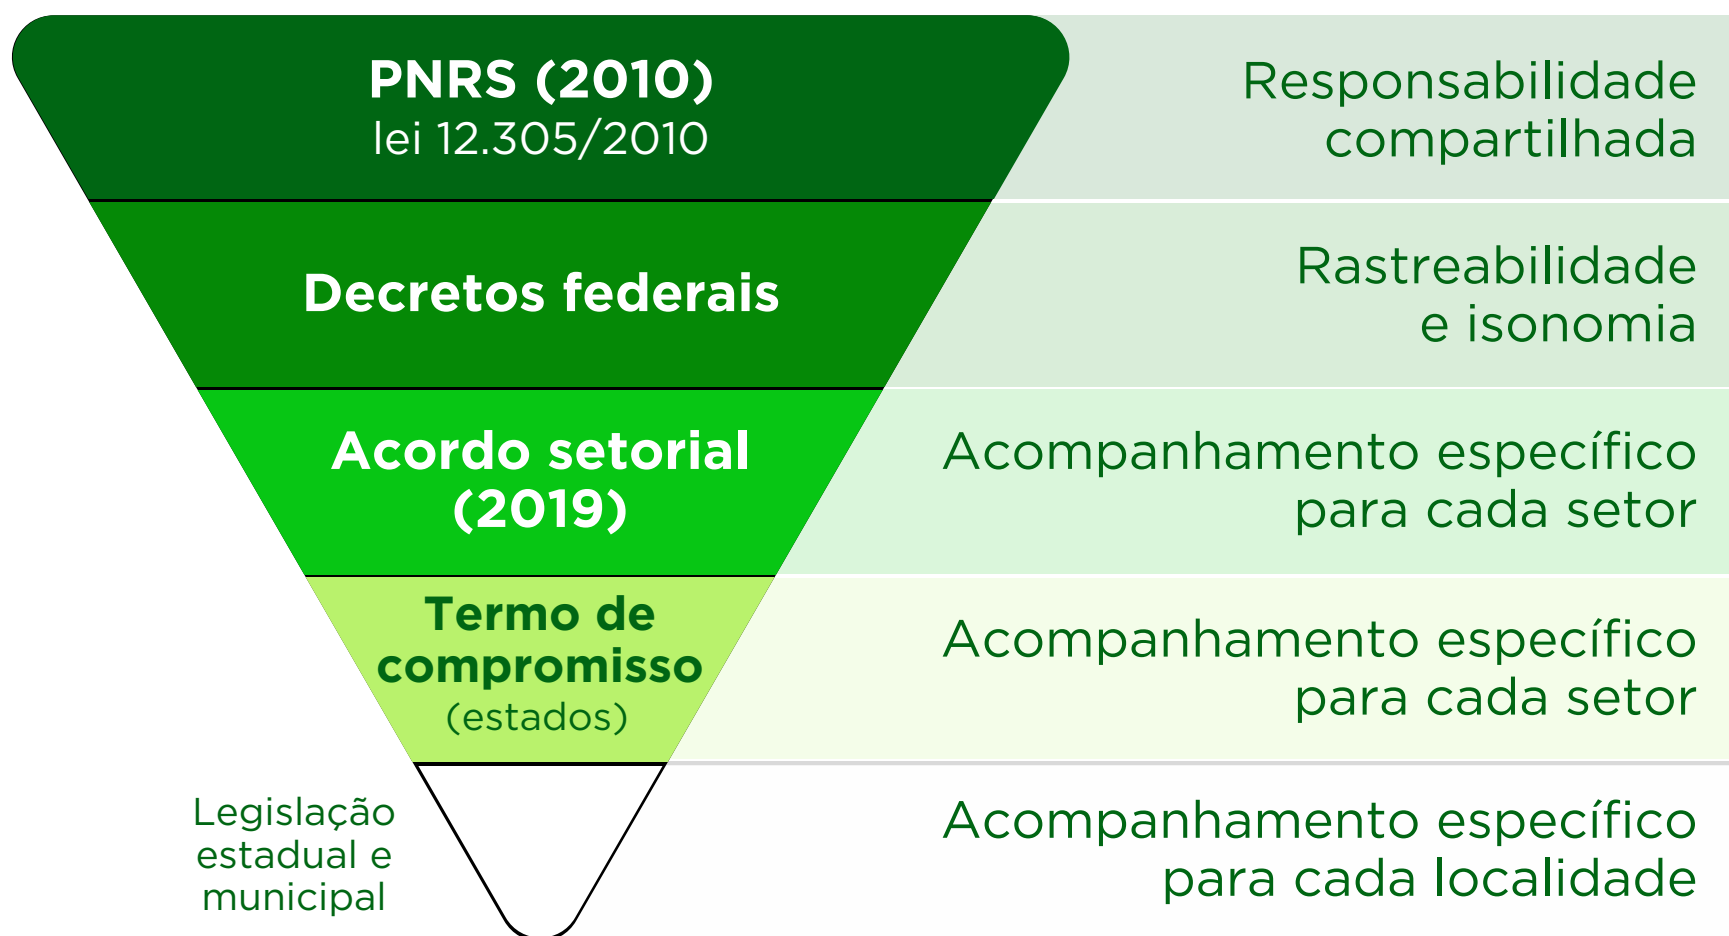 PNRS (2010)
lei 12.305/2010
Responsabilidade
compartilhada
Decretos federais
Rastreabilidade
e isonomia
Acordo setorial
(2019)
Acompanhamento específico
para cada setor
Termo de
compromisso
(estados)
Acompanhamento específico
para cada setor
Legislação
estadual e
municipal
Acompanhamento específico
para cada localidade